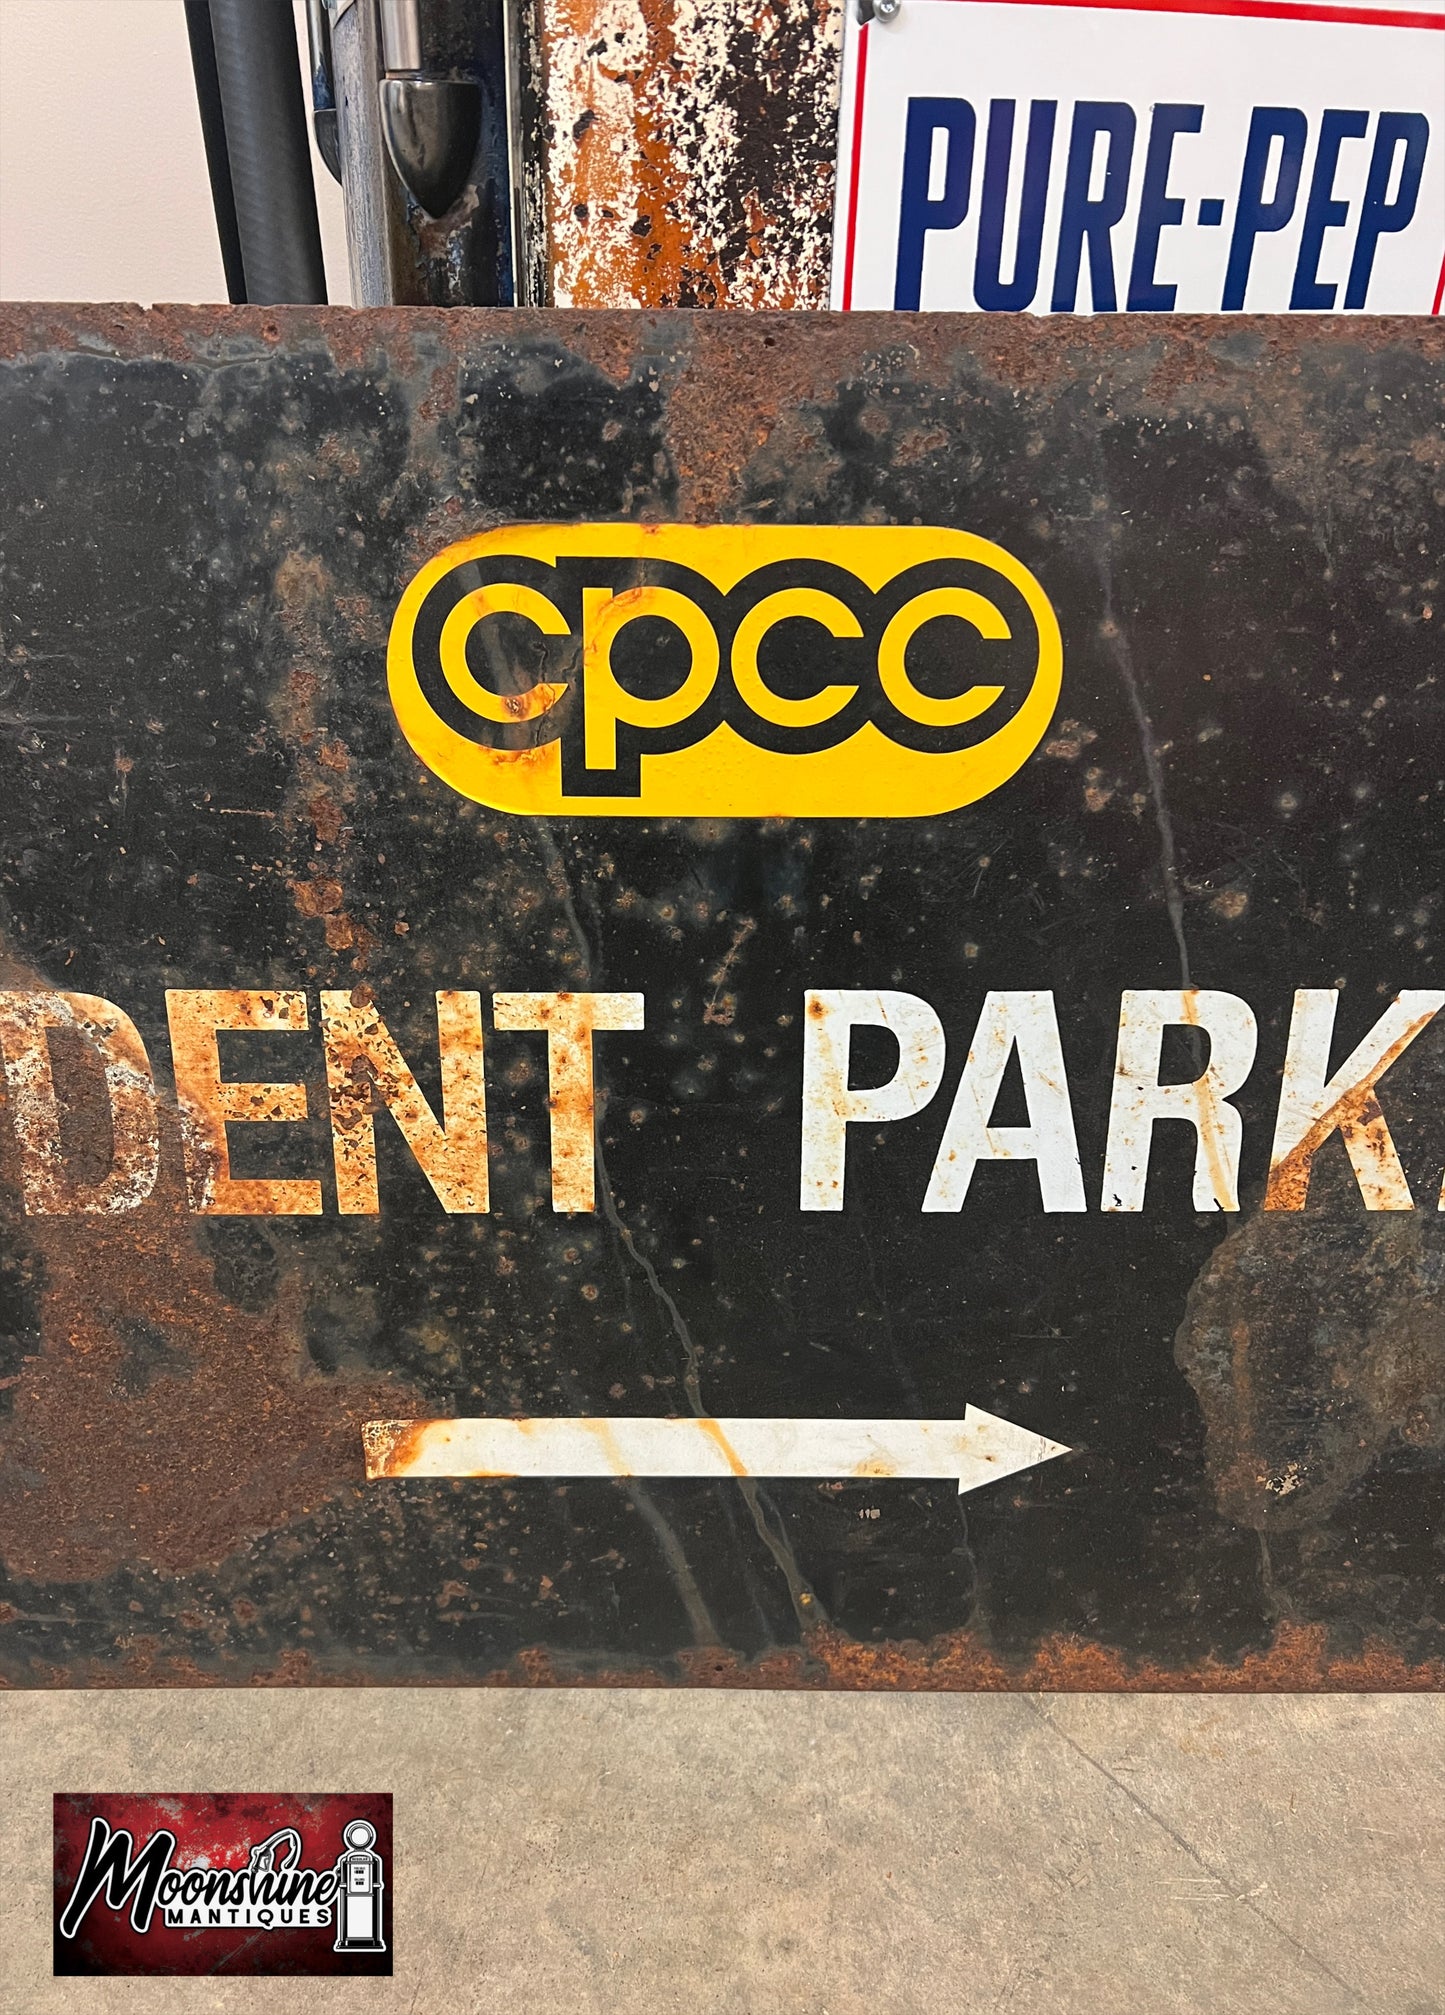 PURE-PEP
cpcc
DENT PARK
Moonshine
MANTIQUES